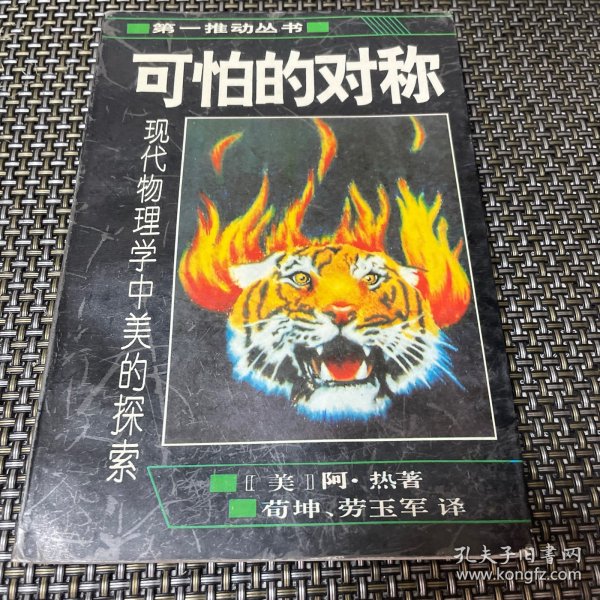 第一推动丛书
可怕的对称
现代物理学中美的探索
[美]阿·热著
荀坤、劳玉军 译
孔夫子旧书网
www.kongfz.com